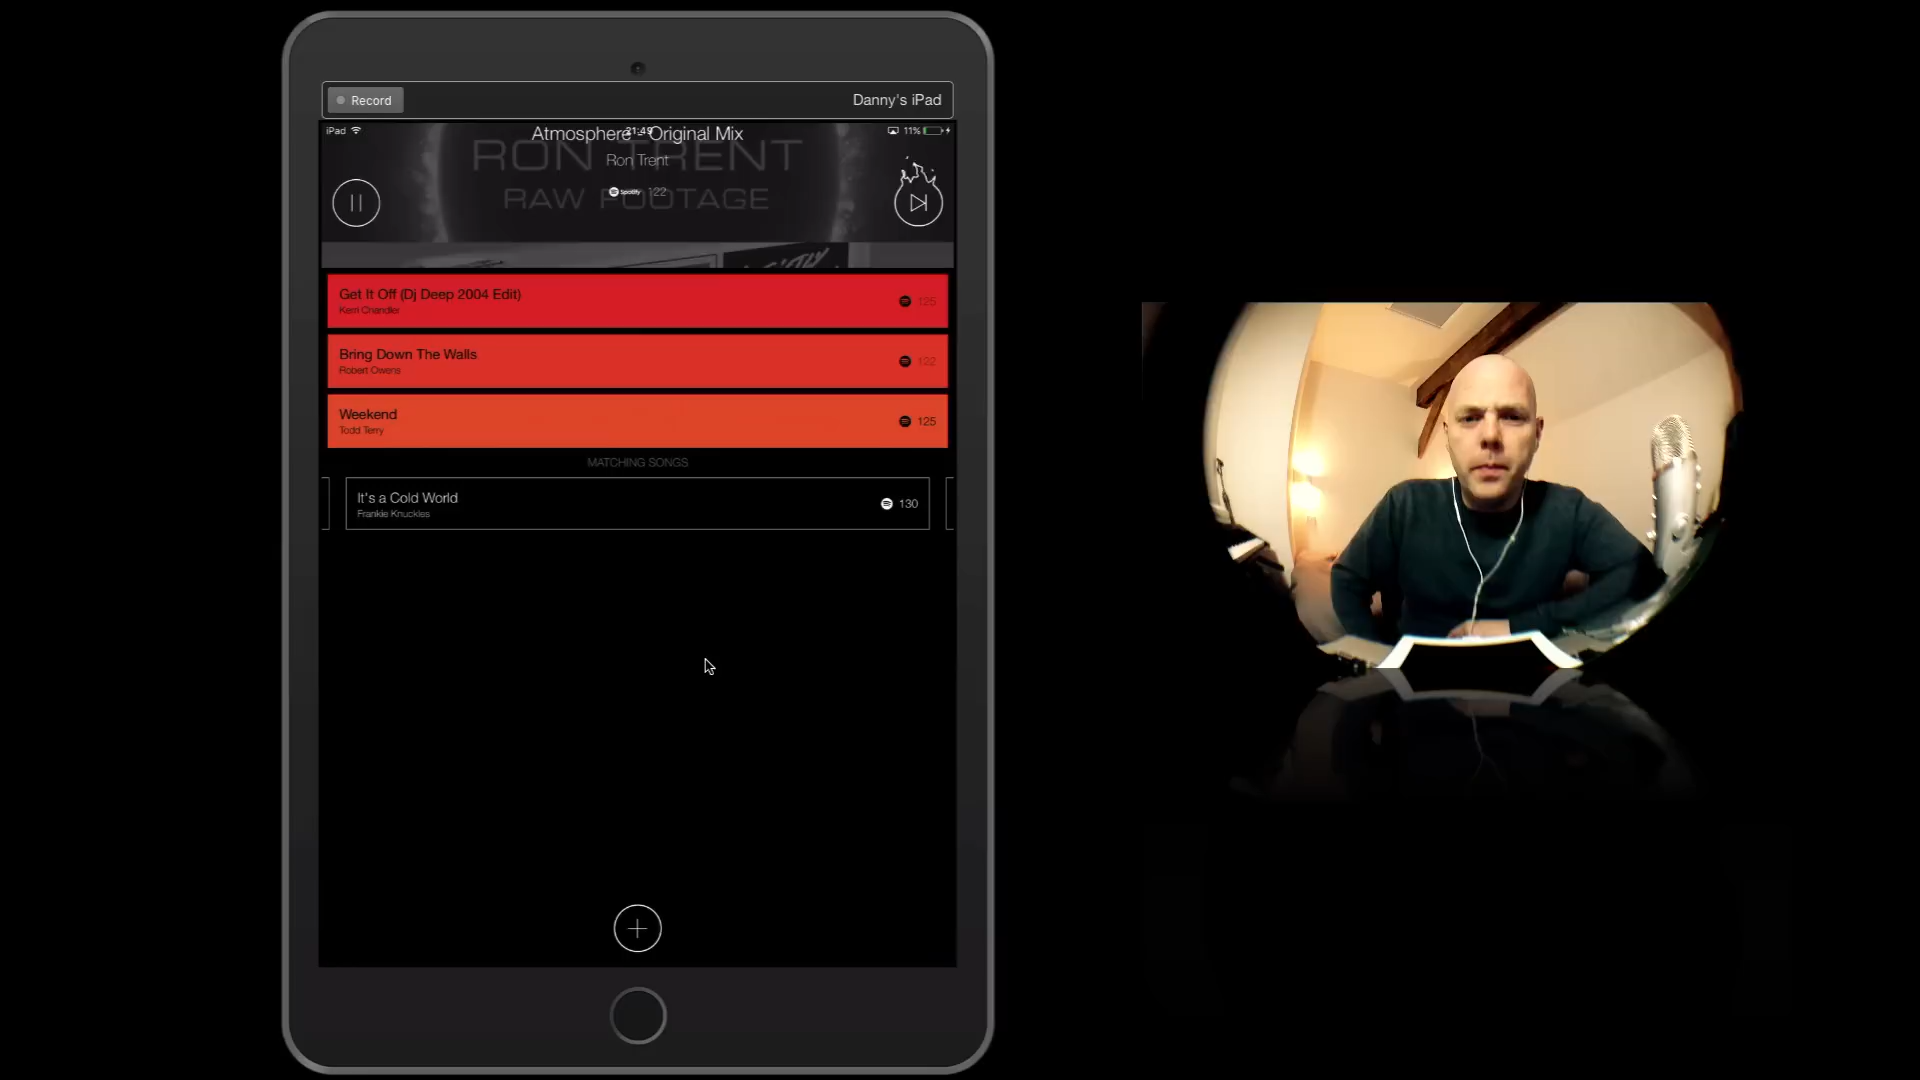 Record
Danny's iPad
iPad
21:49
11%
Atmosphere - Original Mix
Ron Trent
RON TRENT
Spotify 122
RAW FOOTAGE
Get It Off (Dj Deep 2004 Edit)
Kerri Chandler
125
Bring Down The Walls
Robert Owens
122
Weekend
Todd Terry
125
MATCHING SONGS
It's a Cold World
Frankie Knuckles
130